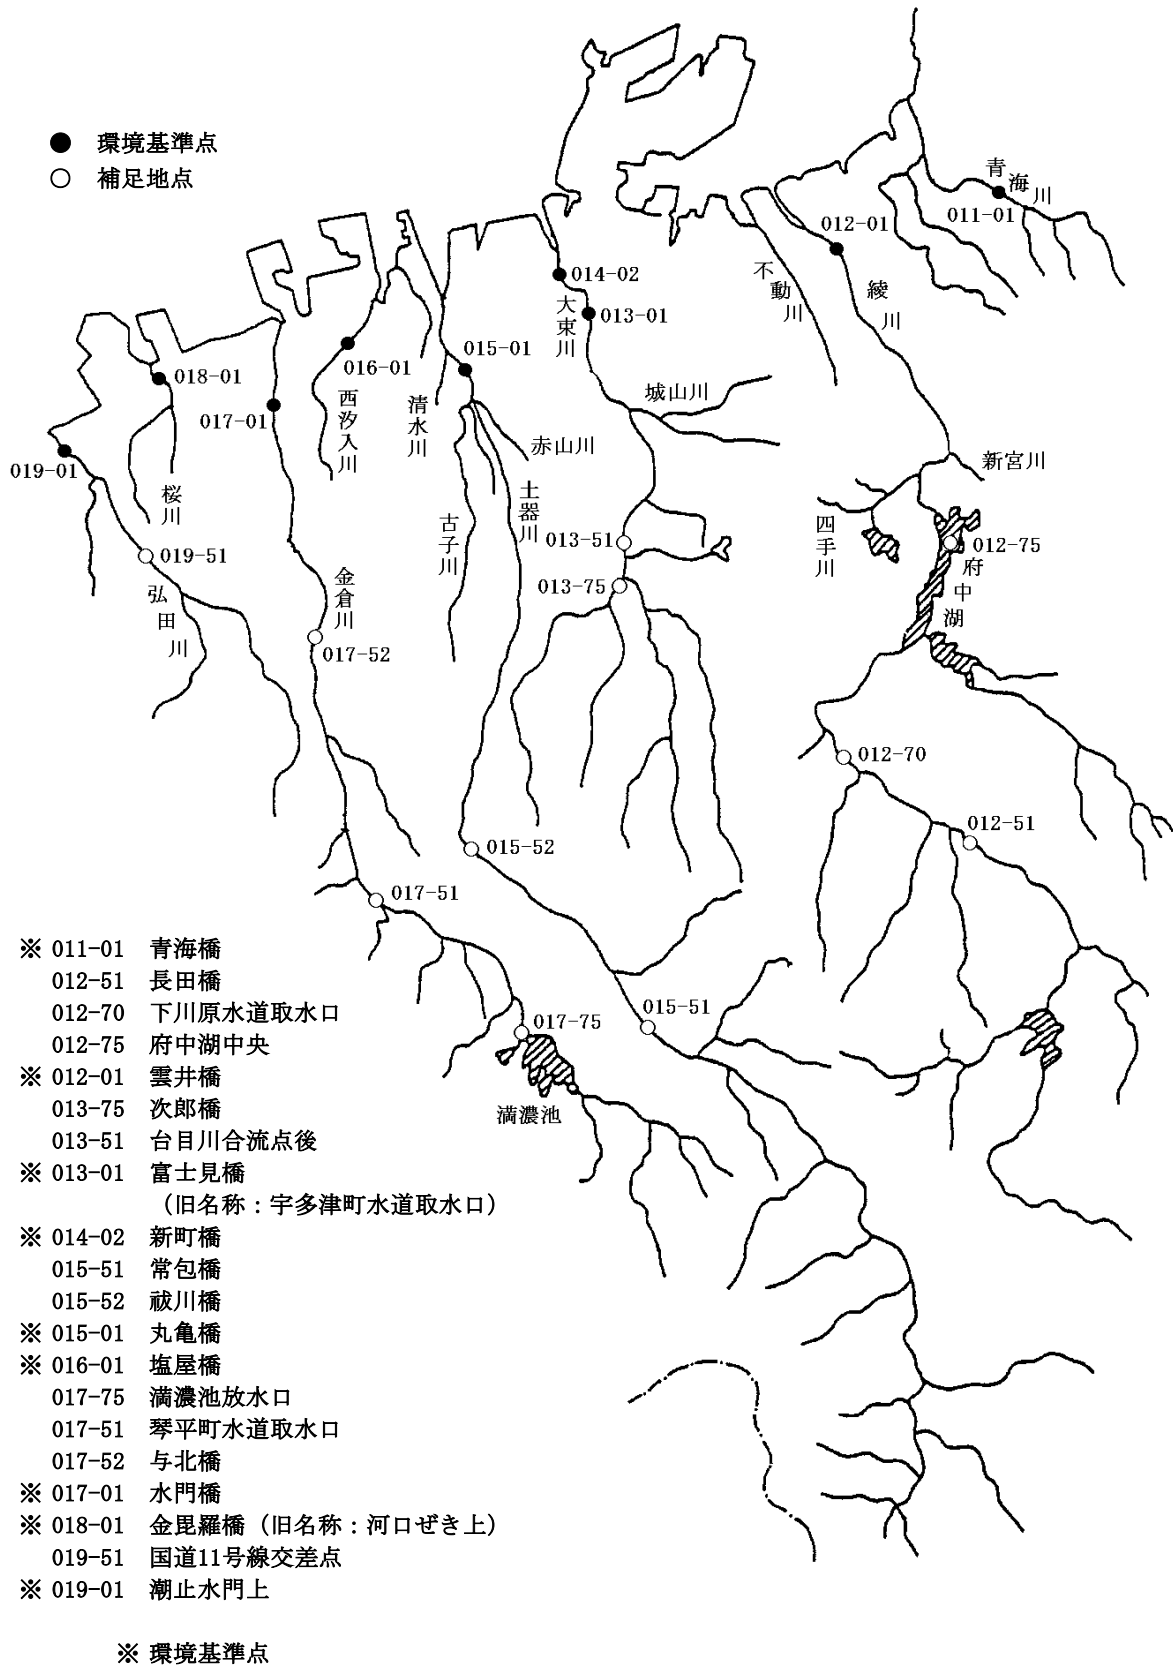 ● 環境基準点
○ 補足地点
青海川
011-01
012-01
014-02
不動川
綾川
大束川
013-01
015-01
016-01
018-01
017-01
城山川
西汐入川
清水川
赤山川
019-01
新宮川
桜川
土器川
古子川
四手川
013-51
012-75
府中湖
019-51
013-75
金倉川
弘田川
017-52
012-70
012-51
015-52
017-51
015-51
017-75
満濃池
※ 011-01 青海橋
012-51 長田橋
012-70 下川原水道取水口
012-75 府中湖中央
※ 012-01 雲井橋
013-75 次郎橋
013-51 台目川合流点後
※ 013-01 富士見橋
（旧名称：宇多津町水道取水口）
※ 014-02 新町橋
015-51 常包橋
015-52 祓川橋
※ 015-01 丸亀橋
※ 016-01 塩屋橋
017-75 満濃池放水口
017-51 琴平町水道取水口
017-52 与北橋
※ 017-01 水門橋
※ 018-01 金毘羅橋（旧名称：河口ぜき上）
019-51 国道11号線交差点
※ 019-01 潮止水門上
※ 環境基準点